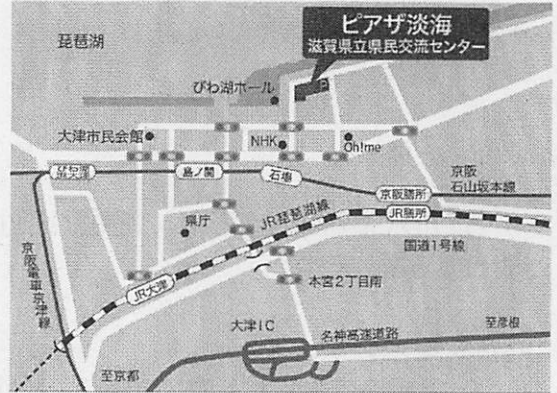 ピアザ淡海
滋賀県立県民交流センター
琵琶湖
P
びわ湖ホール
大津市民会館
NHK
Oh!me
島ノ関
石場
京阪
石山坂本線
京阪膳所
県庁
JR琵琶湖線
JR膳所
国道1号線
京阪電車京津線
JR大津
本宮2丁目南
大津IC
名神高速道路
至彦根
至京都